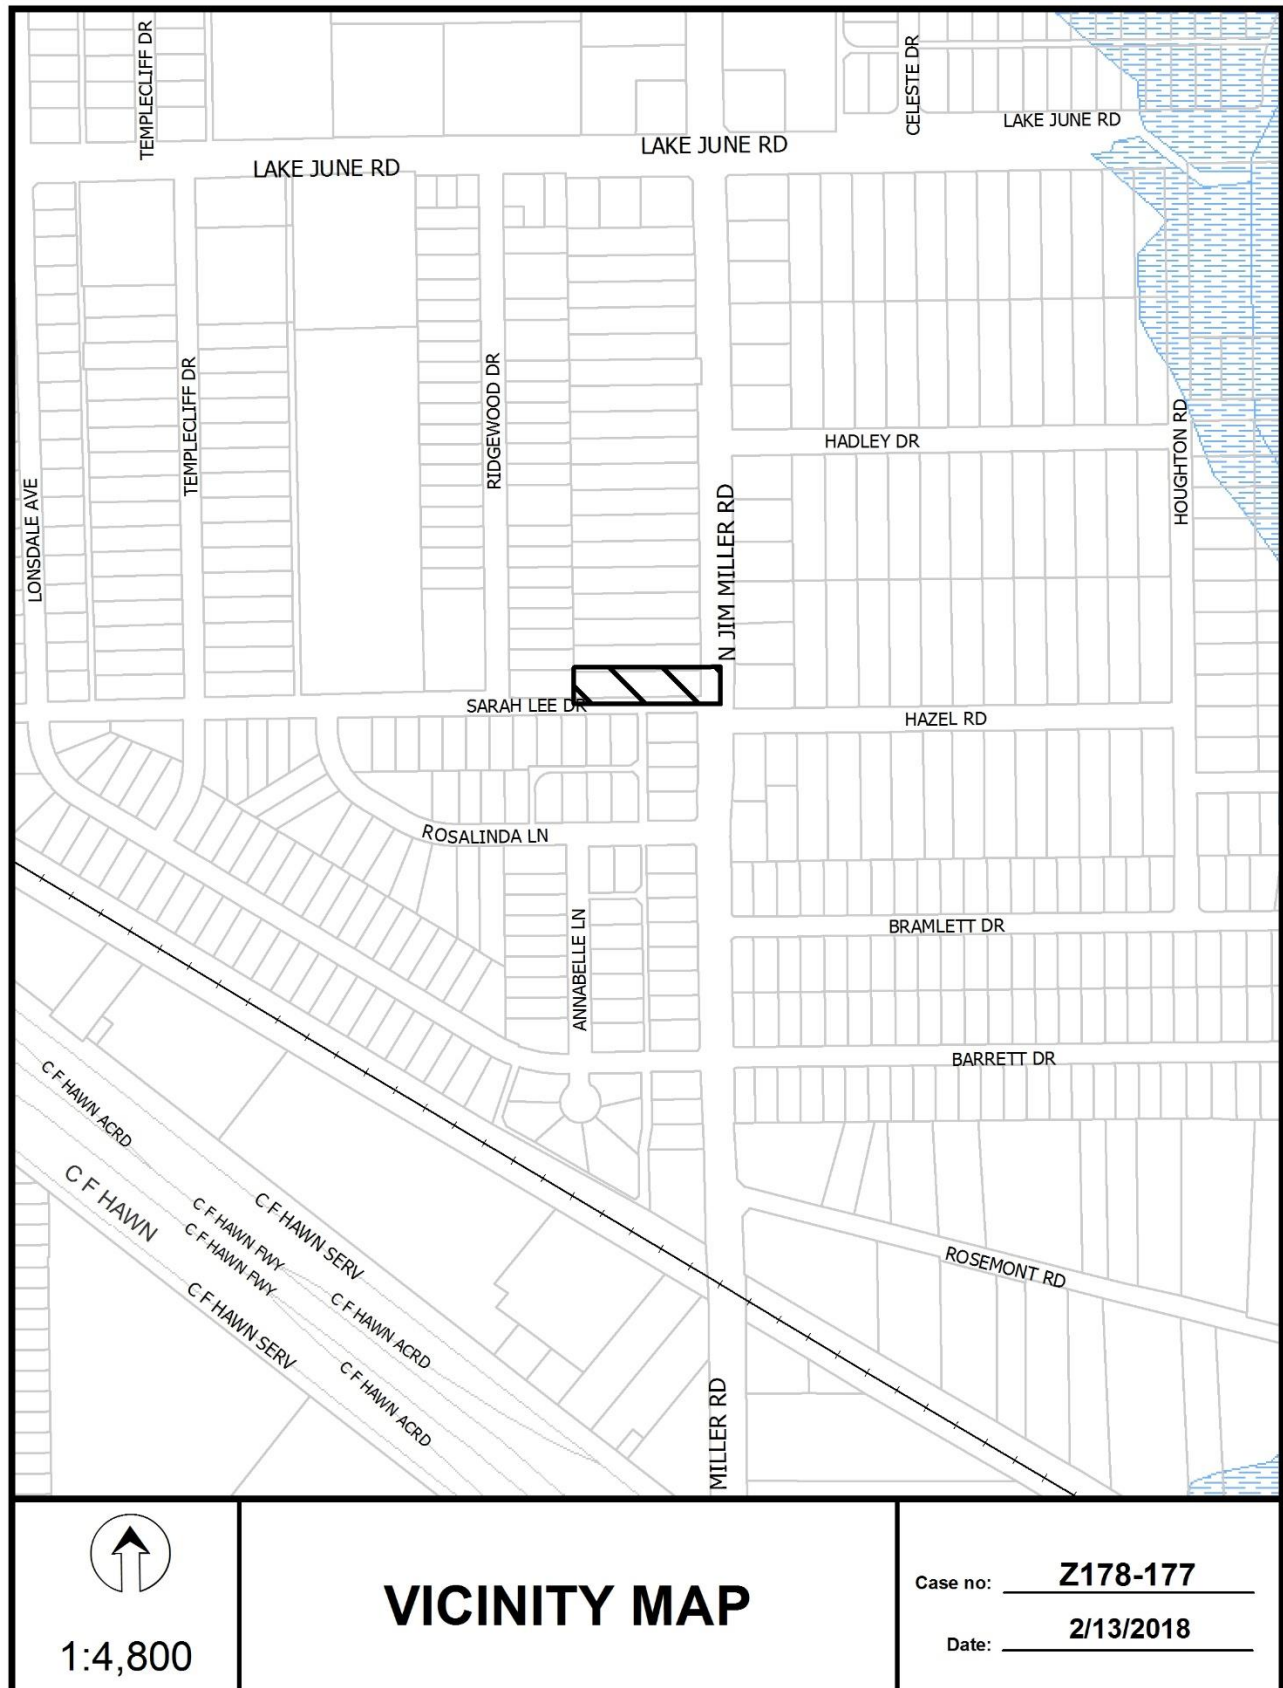 TEMPLECLIFF DR
CELESTE DR
LAKE JUNE RD
LAKE JUNE RD
LAKE JUNE RD
TEMPLECLIFF DR
RIDGEWOOD DR
HADLEY DR
HOUGHTON RD
LONSDALE AVE
N JIM MILLER RD
SARAH LEE DR
HAZEL RD
ROSALINDA LN
ANNABELLE LN
BRAMLETT DR
BARRETT DR
C F HAWN ACRD
C F HAWN
C F HAWN FWY
C F HAWN SERV
C F HAWN FWY
C F HAWN SERV
C F HAWN ACRD
C F HAWN ACRD
ROSEMONT RD
MILLER RD
1:4,800
VICINITY MAP
Case no: Z178-177
Date: 2/13/2018